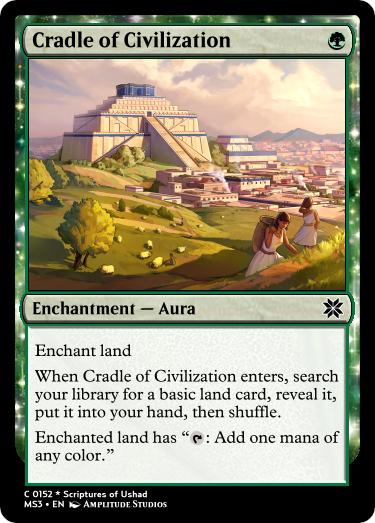 Cradle of Civilization
Enchantment — Aura
Enchant land
When Cradle of Civilization enters, search
your library for a basic land card, reveal it,
put it into your hand, then shuffle.
Enchanted land has “: Add one mana of
any color.”
C 0152 * Scriptures of Ushad
MS3 • EN Amplitude Studios